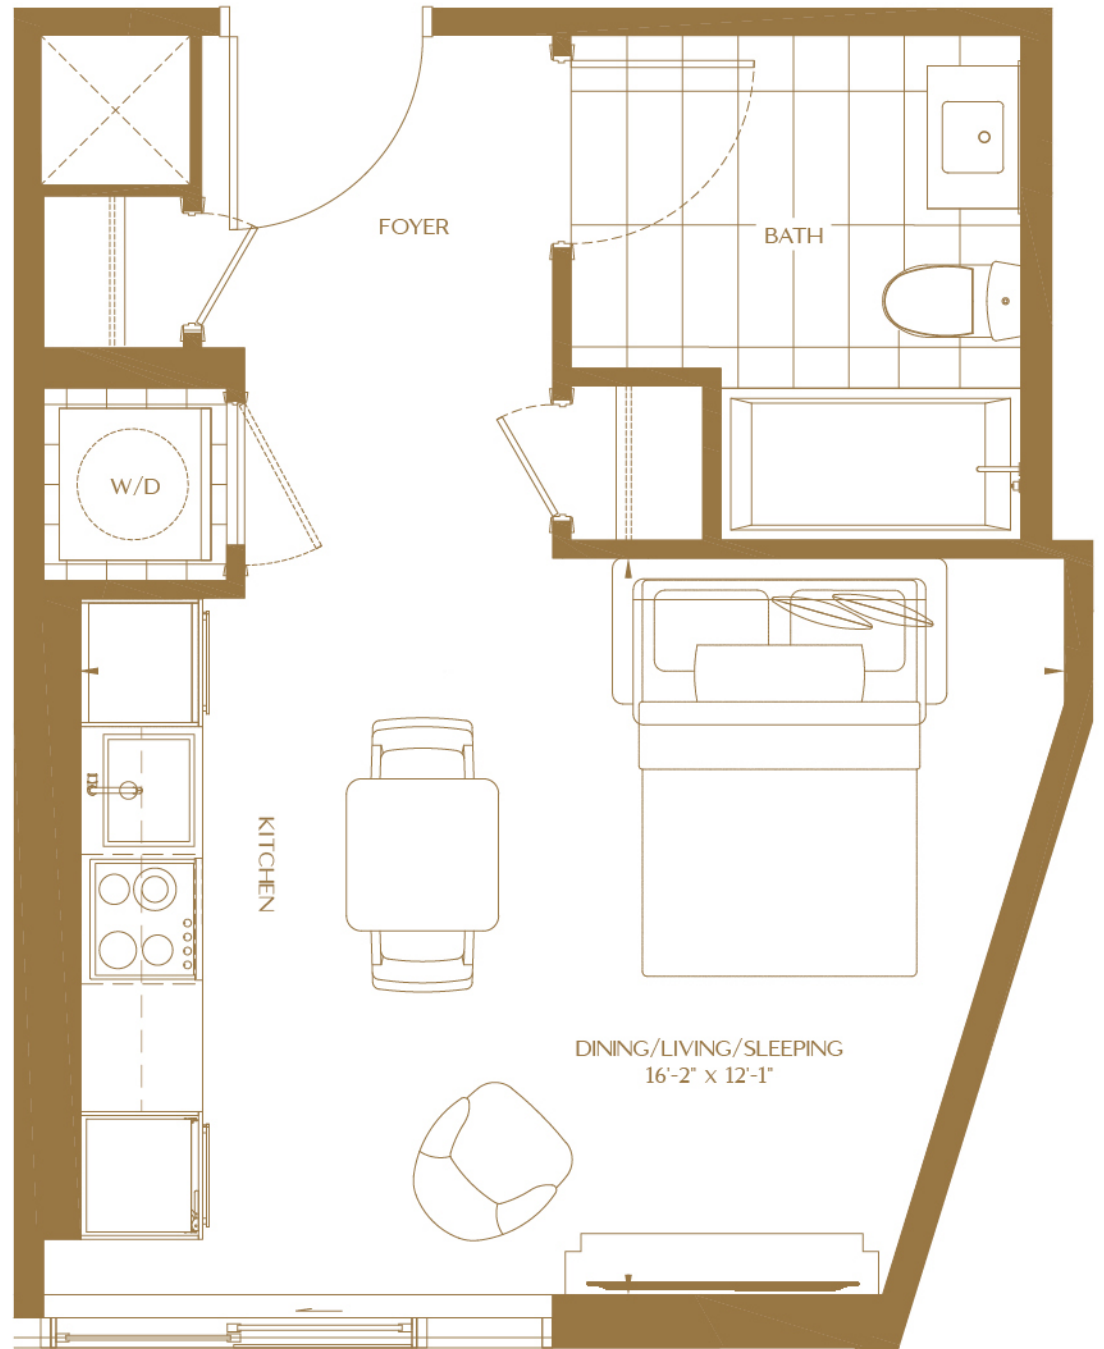 FOYER
BATH
W/D
KITCHEN
DINING/LIVING/SLEEPING
16'-2" x 12'-1"